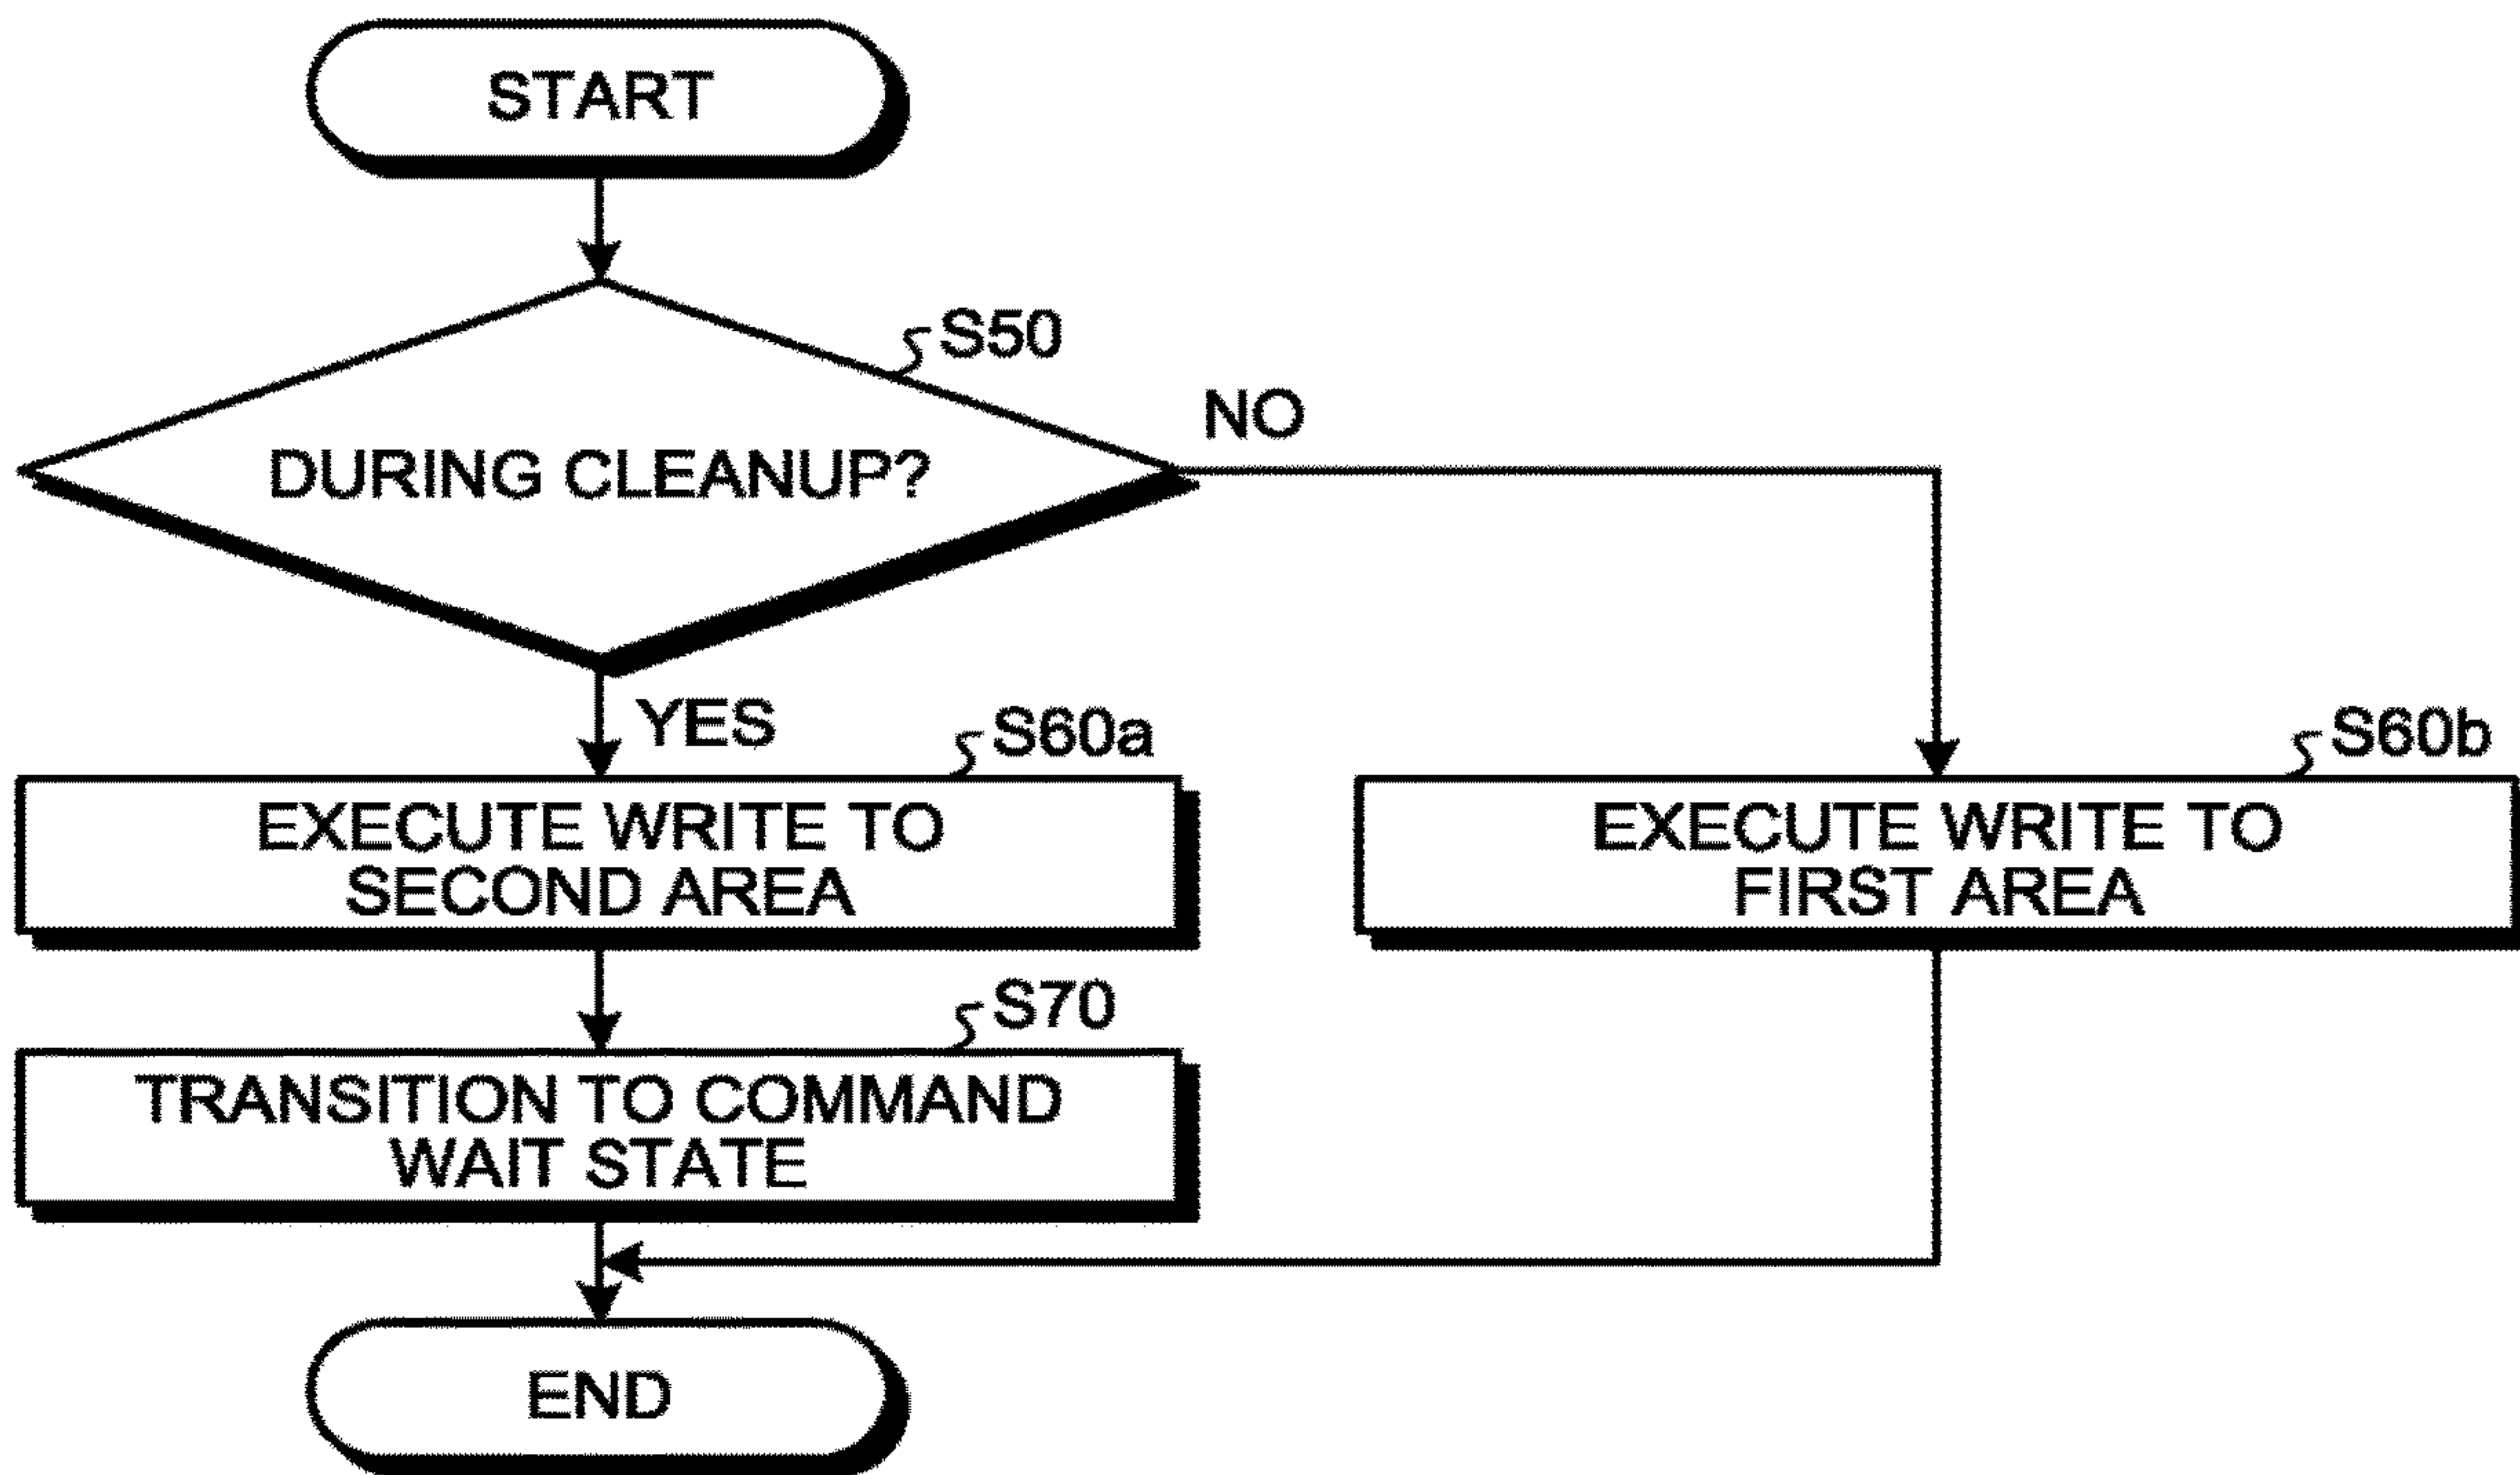 START
S50
NO
DURING CLEANUP?
YES
S60a
S60b
EXECUTE WRITE TO
SECOND AREA
EXECUTE WRITE TO
FIRST AREA
S70
TRANSITION TO COMMAND
WAIT STATE
END